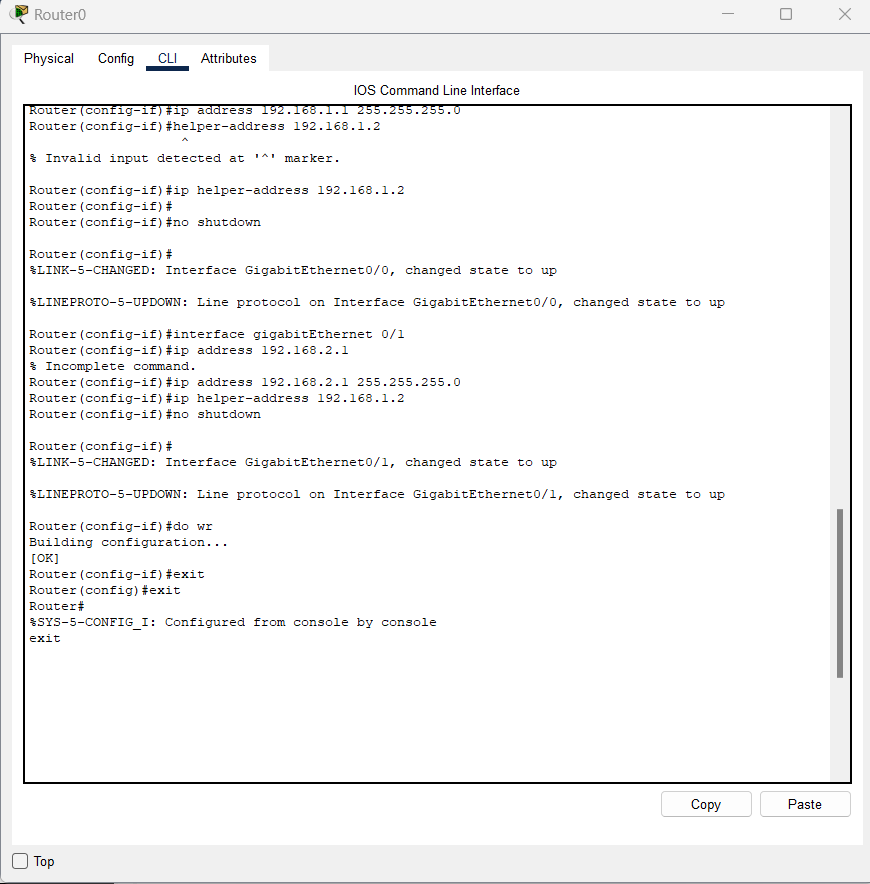 Router0
Physical Config CLI Attributes
IOS Command Line Interface
Router(config-if)#ip address 192.168.1.1 255.255.255.0
Router(config-if)#helper-address 192.168.1.2
^
% Invalid input detected at '^' marker.
Router(config-if)#ip helper-address 192.168.1.2
Router(config-if)#
Router(config-if)#no shutdown
Router(config-if)#
%LINK-5-CHANGED: Interface GigabitEthernet0/0, changed state to up
%LINEPROTO-5-UPDOWN: Line protocol on Interface GigabitEthernet0/0, changed state to up
Router(config-if)#interface gigabitEthernet 0/1
Router(config-if)#ip address 192.168.2.1
% Incomplete command.
Router(config-if)#ip address 192.168.2.1 255.255.255.0
Router(config-if)#ip helper-address 192.168.1.2
Router(config-if)#no shutdown
Router(config-if)#
%LINK-5-CHANGED: Interface GigabitEthernet0/1, changed state to up
%LINEPROTO-5-UPDOWN: Line protocol on Interface GigabitEthernet0/1, changed state to up
Router(config-if)#do wr
Building configuration...
[OK]
Router(config-if)#exit
Router(config)#exit
Router#
%SYS-5-CONFIG_I: Configured from console by console
exit
Copy Paste
Top